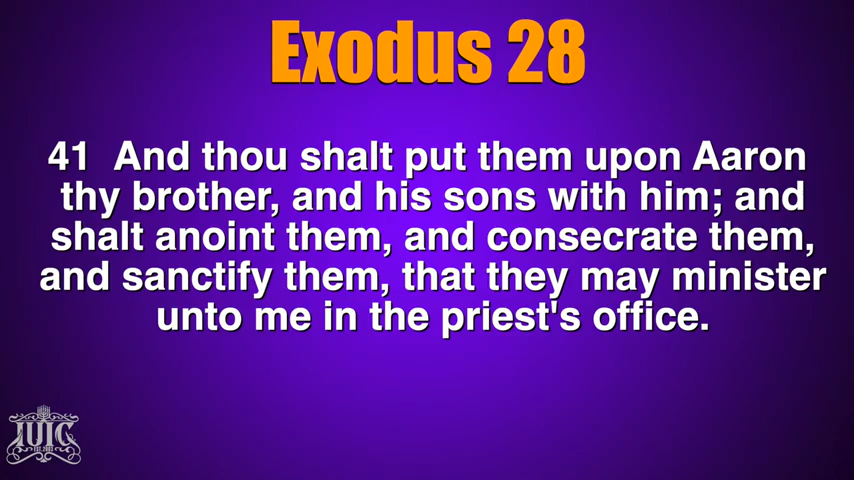 Exodus 28
41 And thou shalt put them upon Aaron
thy brother, and his sons with him; and
shalt anoint them, and consecrate them,
and sanctify them, that they may minister
unto me in the priest's office.
IUIC
EST. 2003